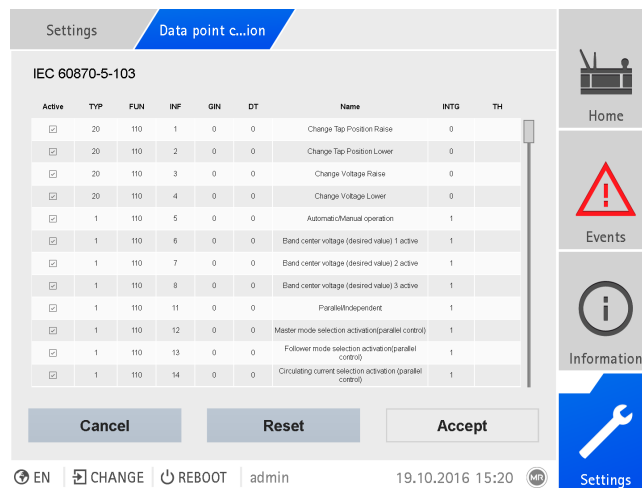 Settings
Data point c...ion
IEC 60870-5-103
Active TYP FUN INF GIN DT Name INTG TH
20 110 1 0 0 Change Tap Position Raise 0
20 110 2 0 0 Change Tap Position Lower 0
20 110 3 0 0 Change Voltage Raise 0
20 110 4 0 0 Change Voltage Lower 0
1 110 5 0 0 Automatic/Manual operation 1
1 110 6 0 0 Band center voltage (desired value) 1 active 1
1 110 7 0 0 Band center voltage (desired value) 2 active 1
1 110 8 0 0 Band center voltage (desired value) 3 active 1
1 110 11 0 0 Parallel/Independent 1
1 110 12 0 0 Master mode selection activation(parallel control) 1
1 110 13 0 0 Follower mode selection activation(parallel
control) 1
1 110 14 0 0 Circulating current selection activation (parallel
control) 1
Cancel
Reset
Accept
Home
Events
Information
Settings
EN CHANGE REBOOT admin 19.10.2016 15:20 MR